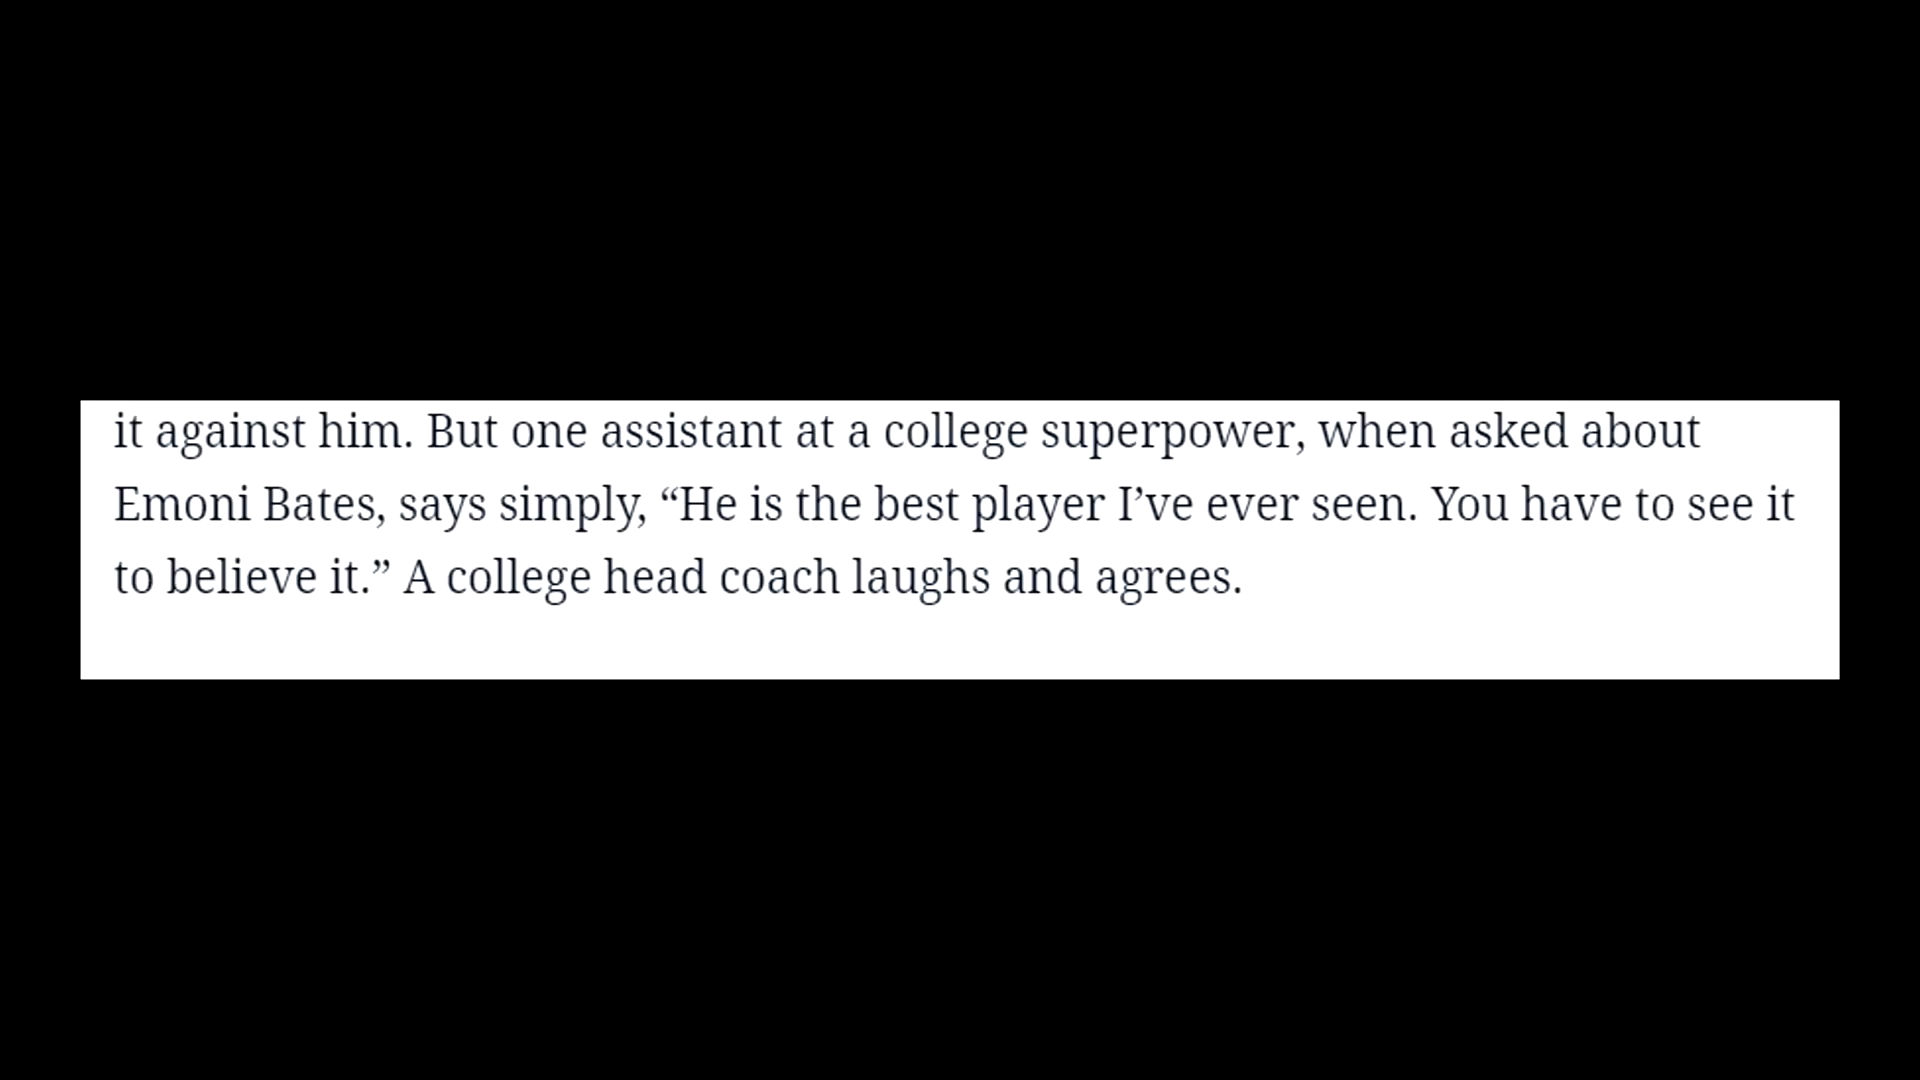 it against him. But one assistant at a college superpower, when asked about
Emoni Bates, says simply, “He is the best player I’ve ever seen. You have to see it
to believe it.” A college head coach laughs and agrees.